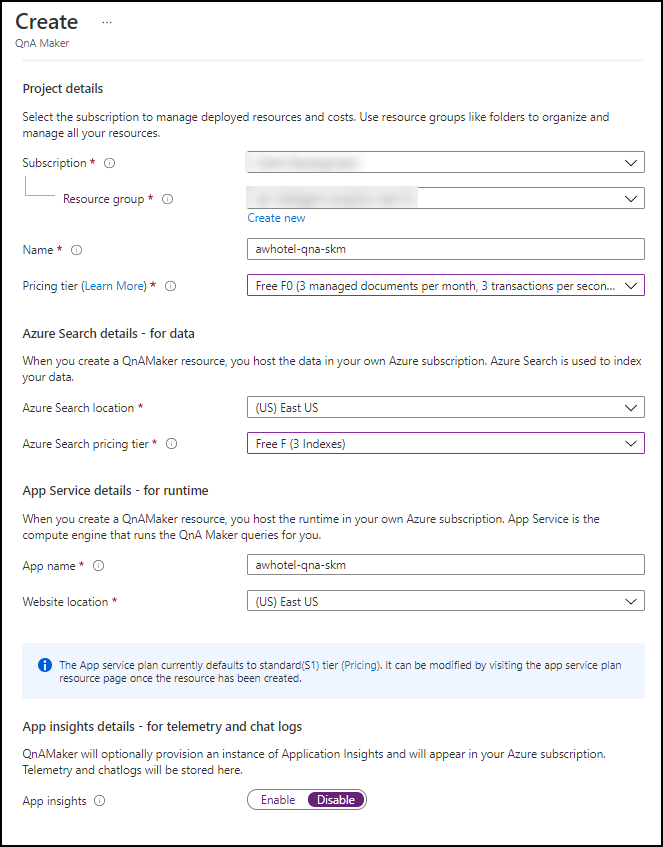 Create ...
QnA Maker
Project details
Select the subscription to manage deployed resources and costs. Use resource groups like folders to organize and
manage all your resources.
Subscription *
Resource group *
Create new
Name * awhotel-qna-skm
Pricing tier (Learn More) * Free F0 (3 managed documents per month, 3 transactions per secon...
Azure Search details - for data
When you create a QnAMaker resource, you host the data in your own Azure subscription. Azure Search is used to index
your data.
Azure Search location * (US) East US
Azure Search pricing tier * Free F (3 Indexes)
App Service details - for runtime
When you create a QnAMaker resource, you host the runtime in your own Azure subscription. App Service is the
compute engine that runs the QnA Maker queries for you.
App name * awhotel-qna-skm
Website location * (US) East US
The App service plan currently defaults to standard(S1) tier (Pricing). It can be modified by visiting the app service plan
resource page once the resource has been created.
App insights details - for telemetry and chat logs
QnAMaker will optionally provision an instance of Application Insights and will appear in your Azure subscription.
Telemetry and chatlogs will be stored here.
App insights Enable Disable